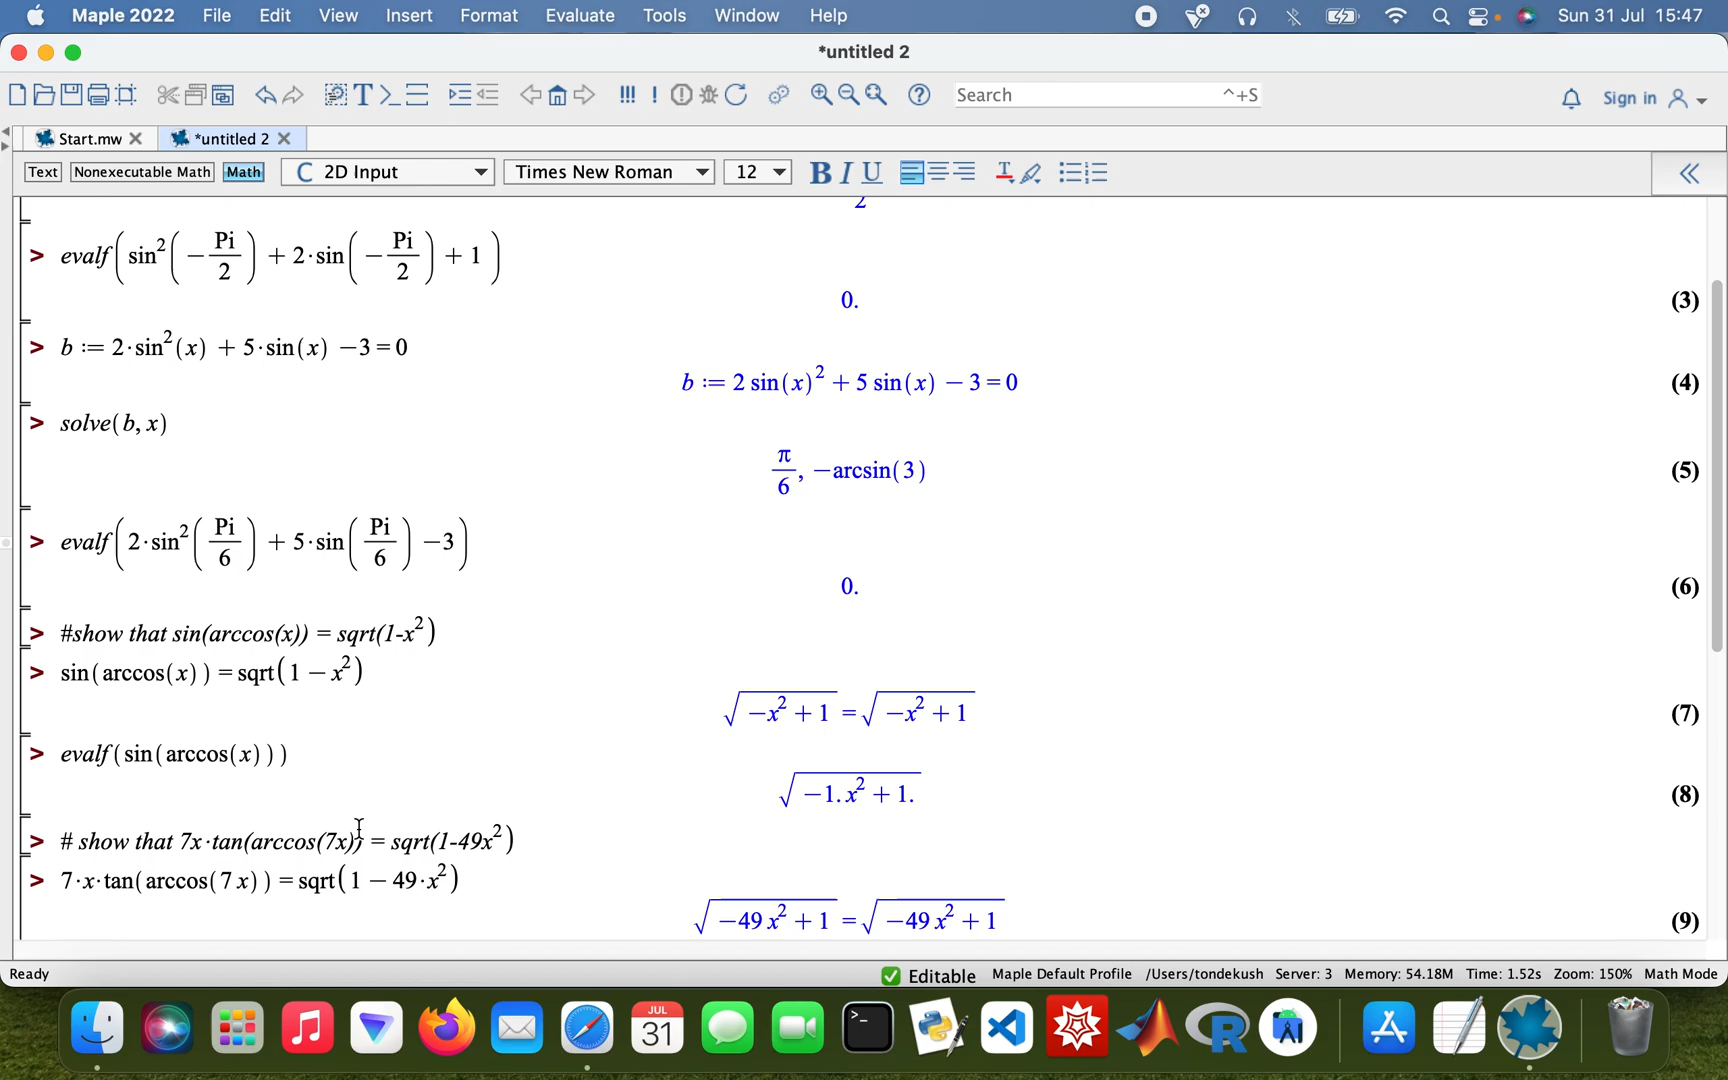 Maple 2022 File Edit View Insert Format Evaluate Tools Window Help Sun 31 Jul 15:47
*untitled 2
Search ^+S Sign in
Start.mw *untitled 2
Text Nonexecutable Math Math C 2D Input Times New Roman 12 B I U
2
> evalf(sin²(−Pi/2) + 2·sin(−Pi/2) + 1)
0. (3)
> b := 2·sin²(x) + 5·sin(x) −3 = 0
b := 2 sin(x)² + 5 sin(x) − 3 = 0 (4)
> solve(b, x)
π/6, −arcsin(3) (5)
> evalf(2·sin²(Pi/6) + 5·sin(Pi/6) −3)
0. (6)
> #show that sin(arccos(x)) = sqrt(1-x²)
> sin(arccos(x)) = sqrt(1 − x²)
√(−x² + 1) = √(−x² + 1) (7)
> evalf(sin(arccos(x)))
√(−1. x² + 1.) (8)
> # show that 7x·tan(arccos(7x)) = sqrt(1-49x²)
> 7·x·tan(arccos(7 x)) = sqrt(1 − 49·x²)
√(−49 x² + 1) = √(−49 x² + 1) (9)
Ready Editable Maple Default Profile /Users/tondekush Server: 3 Memory: 54.18M Time: 1.52s Zoom: 150% Math Mode
JUL
31